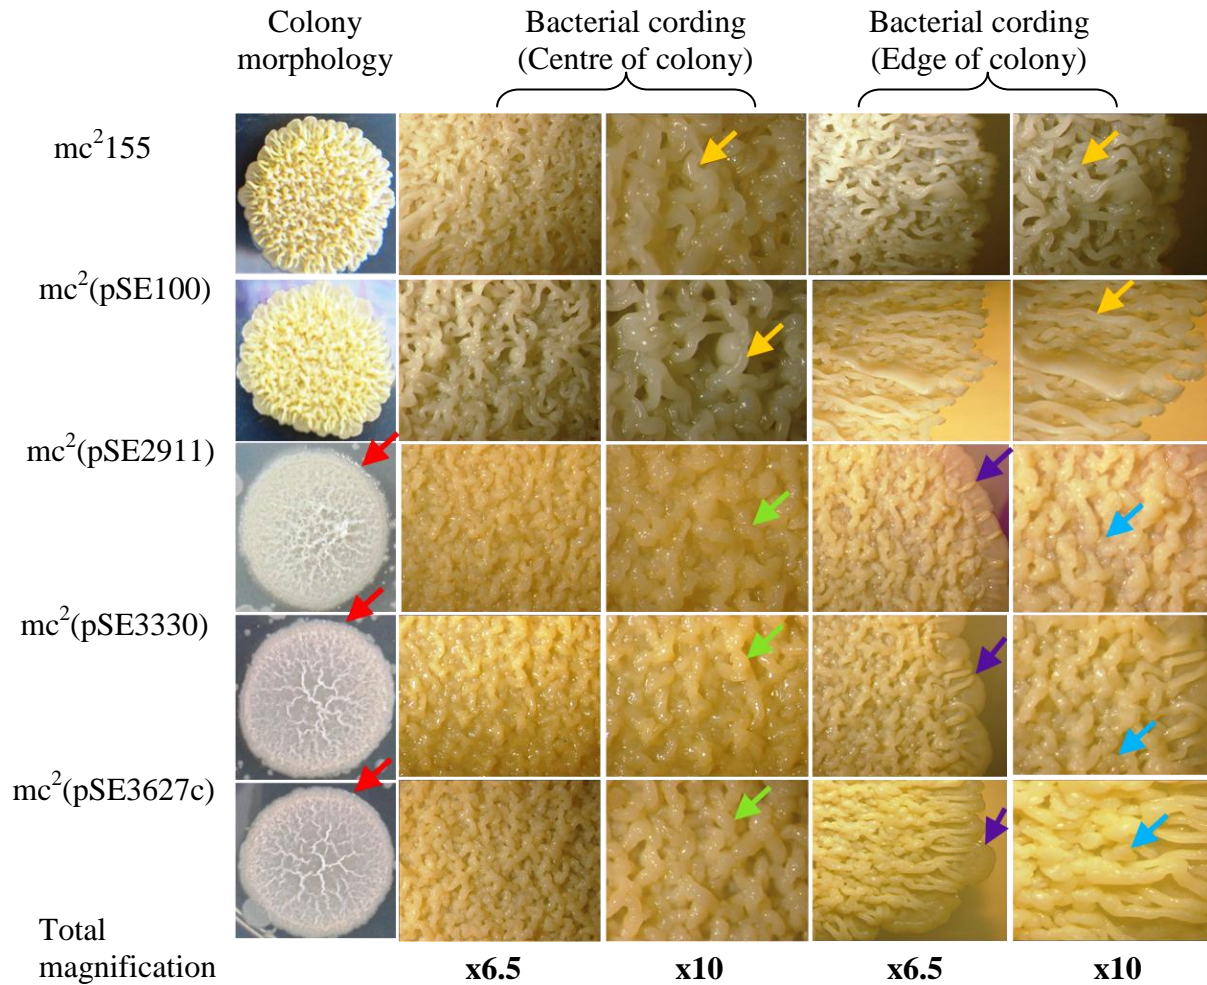 Colony
morphology
Bacterial cording
(Centre of colony)
Bacterial cording
(Edge of colony)
mc²155
mc²(pSE100)
mc²(pSE2911)
mc²(pSE3330)
mc²(pSE3627c)
Total
magnification
x6.5
x10
x6.5
x10